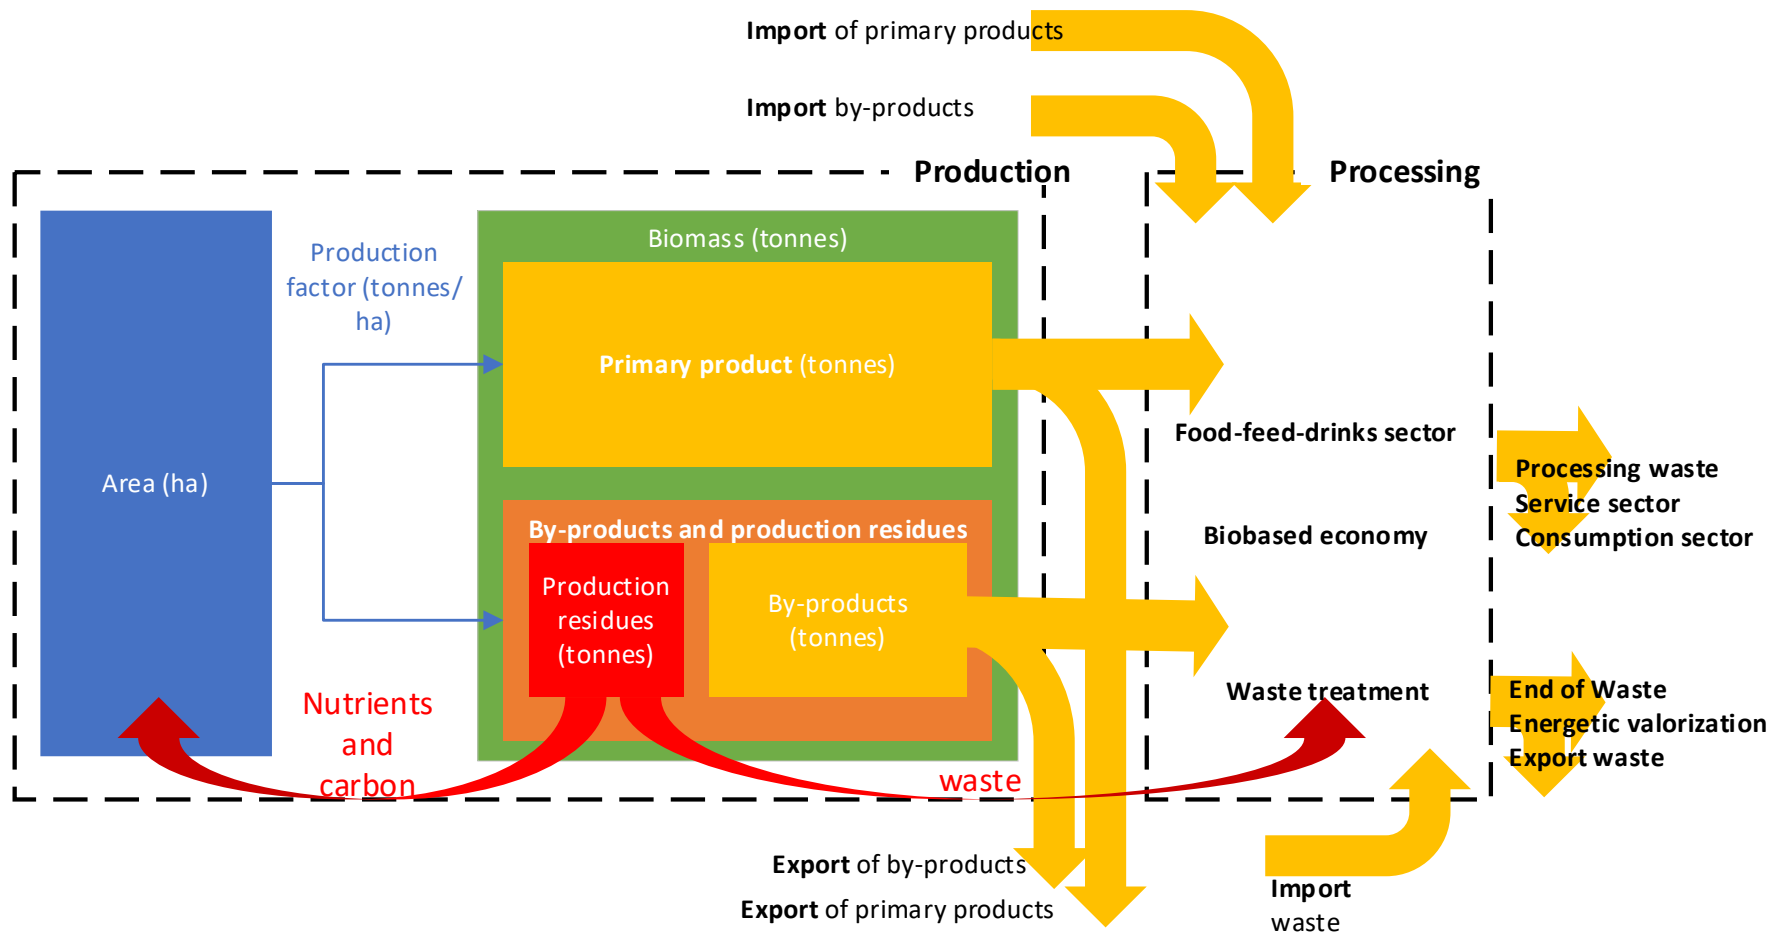 Import of primary products
Import by-products
Production
Processing
Biomass (tonnes)
Production
factor (tonnes/
ha)
Primary product (tonnes)
Area (ha)
Food-feed-drinks sector
Processing waste
Service sector
Consumption sector
By-products and production residues
Biobased economy
Production
residues
(tonnes)
By-products
(tonnes)
Waste treatment
End of Waste
Energetic valorization
Export waste
Nutrients
and
carbon
waste
Export of by-products
Export of primary products
Import
waste